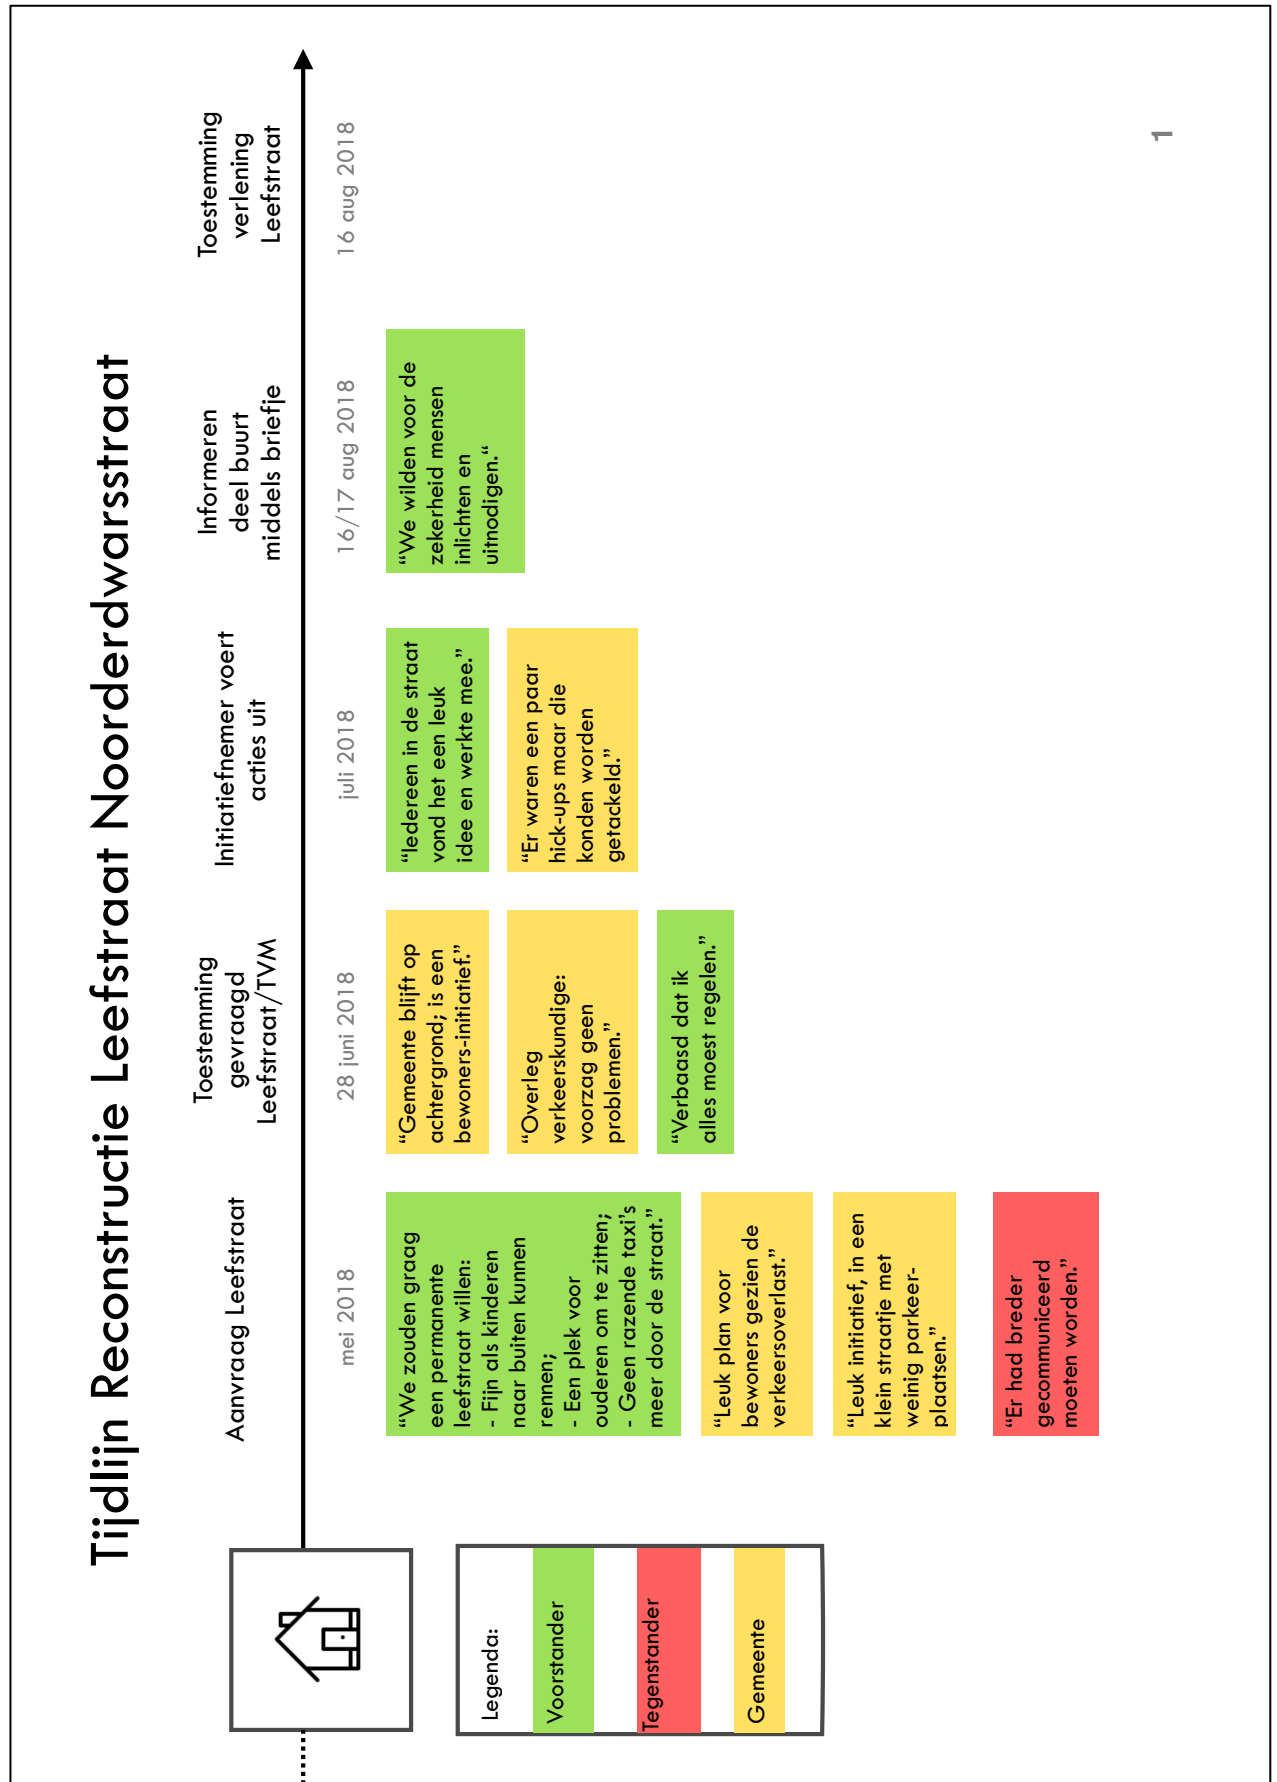 Tijdlijn Reconstructie Leefstraat Noorderdwarsstraat
Aanvraag Leefstraat
mei 2018
“We zouden graag
een permanente
leefstraat willen:
- Fijn als kinderen
naar buiten kunnen
rennen;
- Een plek voor
ouderen om te zitten;
- Geen razende taxi’s
meer door de straat.”
“Leuk plan voor
bewoners gezien de
verkeersoverlast.”
“Leuk initiatief, in een
klein straatje met
weinig parkeer-
plaatsen.”
“Er had breder
gecommuniceerd
moeten worden.”
Toestemming
gevraagd
Leefstraat/TVM
28 juni 2018
“Gemeente blijft op
achtergrond; is een
bewoners-initiatief.”
“Overleg
verkeerskundige:
voorzag geen
problemen.”
“Verbaasd dat ik
alles moest regelen.”
Initiatiefnemer voert
acties uit
juli 2018
“Iedereen in de straat
vond het een leuk
idee en werkte mee.”
“Er waren een paar
hick-ups maar die
konden worden
getackeld.”
Informeren
deel buurt
middels briefje
16/17 aug 2018
“We wilden voor de
zekerheid mensen
inlichten en
uitnodigen.“
Toestemming
verlening
Leefstraat
16 aug 2018
Legenda:
Voorstander
Tegenstander
Gemeente
1